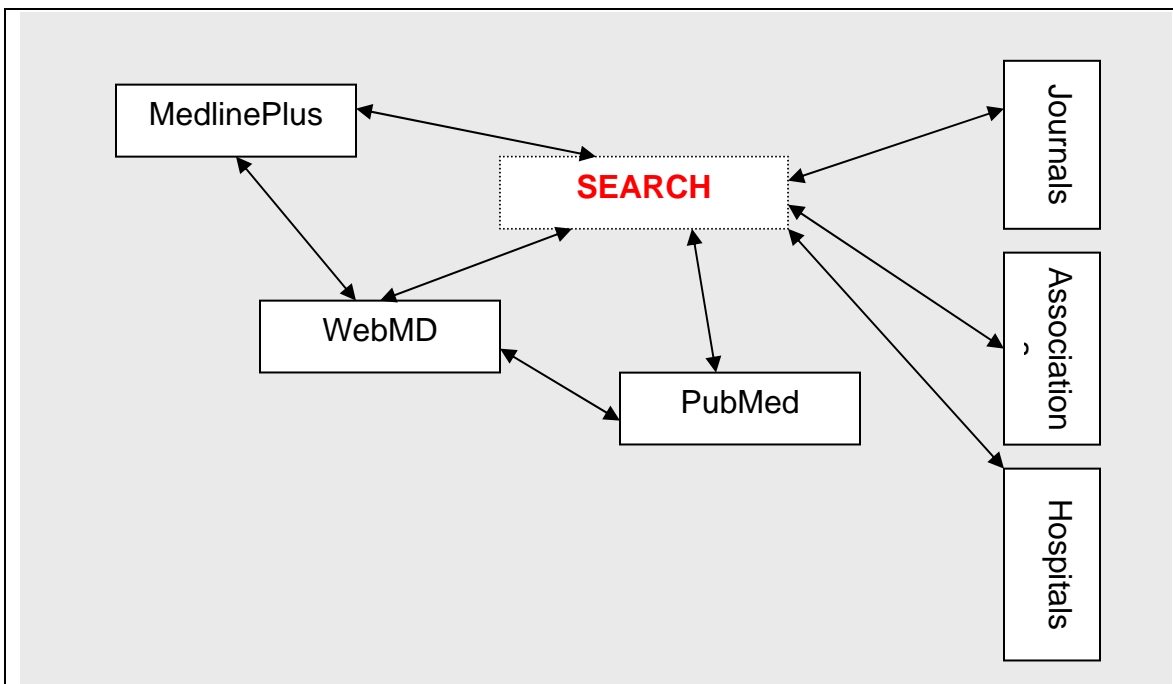 MedlinePlus
SEARCH
WebMD
PubMed
Journals
Association
Hospitals